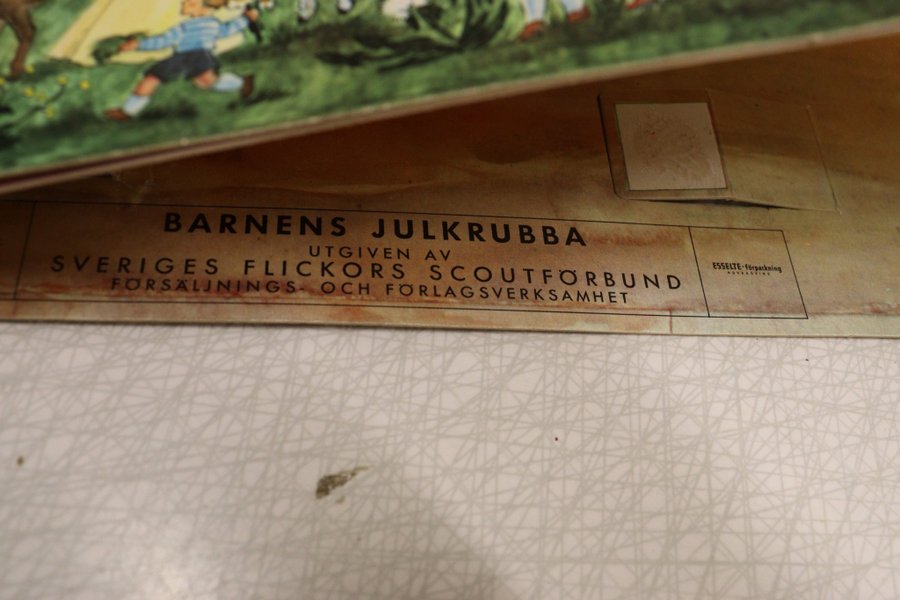 BARNENS JULKRUBBA
UTGIVEN AV
SVERIGES FLICKORS SCOUTFÖRBUND
FÖRSÄLJNINGS- OCH FÖRLAGSVERKSAMHET
ESSELTE-förpackning